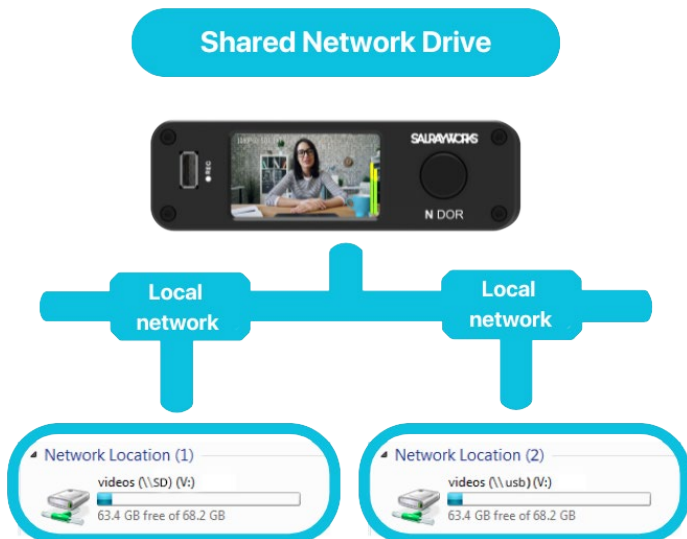 Shared Network Drive
SALRAYWORKS
REC
N DOR
Local
network
Local
network
Network Location (1)
videos (\\SD) (V:)
63.4 GB free of 68.2 GB
Network Location (2)
videos (\\usb) (V:)
63.4 GB free of 68.2 GB